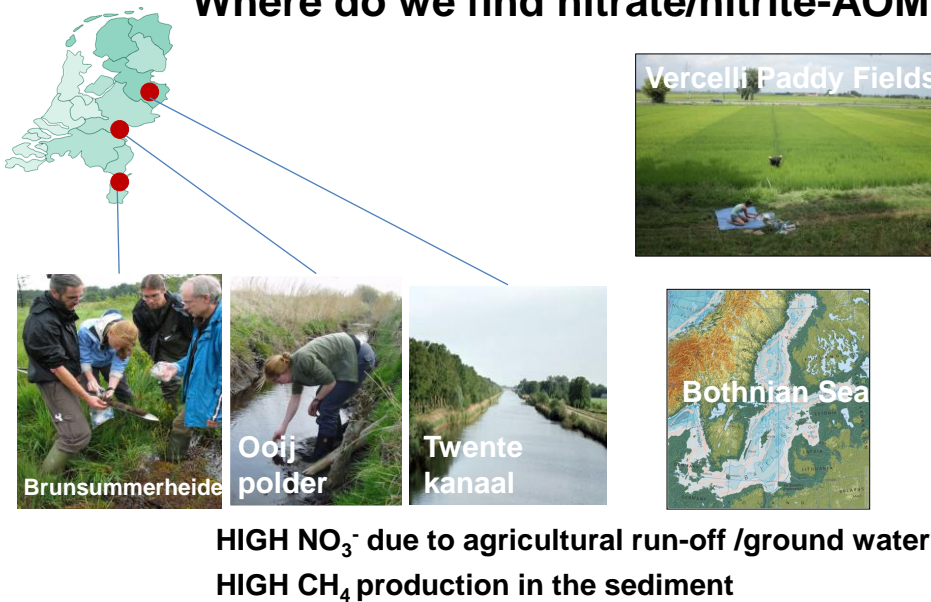 Where do we find nitrate/nitrite-AOM
Vercelli Paddy Fields
Bothnian Sea
Brunsummerheide
Ooij
polder
Twente
kanaal
HIGH NO₃⁻ due to agricultural run-off /ground water
HIGH CH₄ production in the sediment